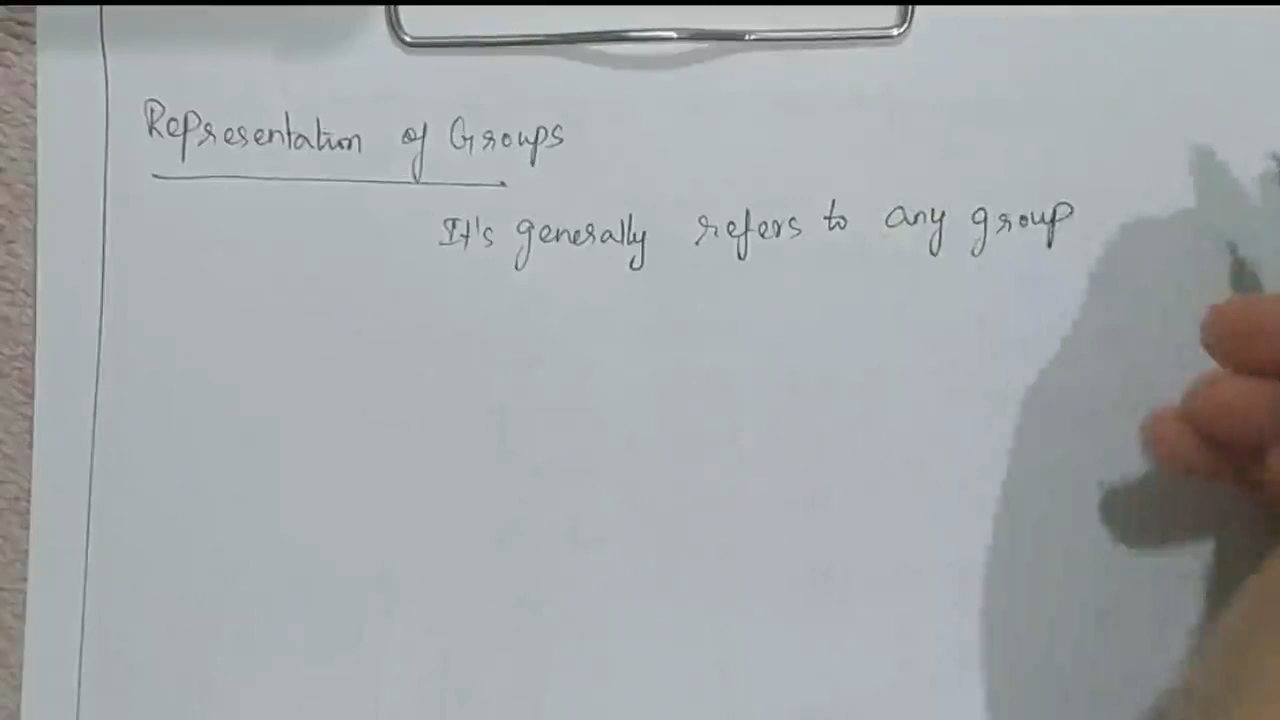 Representation of Groups
It's generally refers to any group